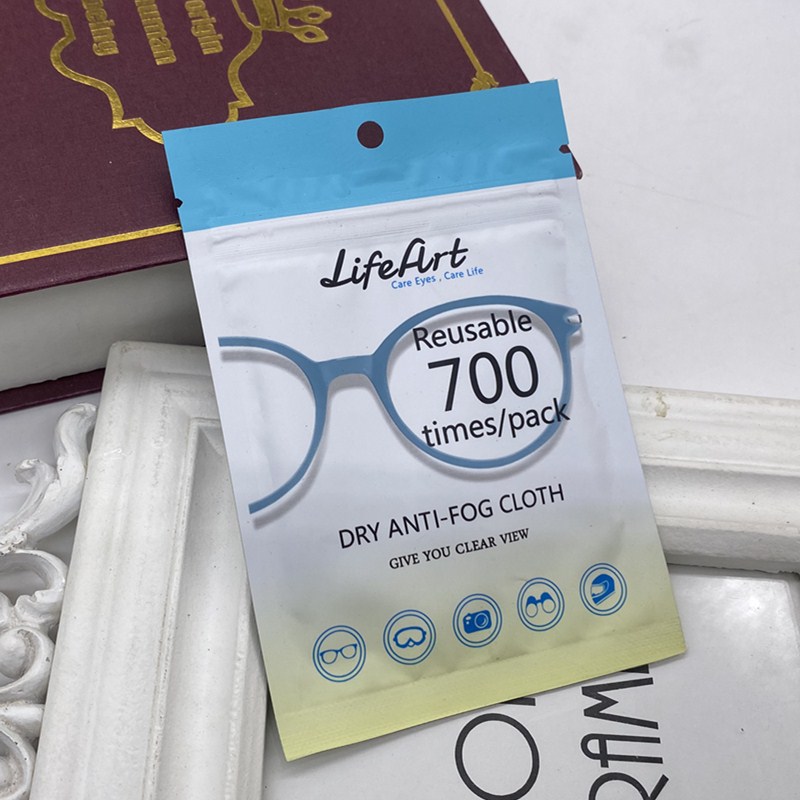 LifeArt
Care Eyes , Care Life
Reusable
700
times/pack
DRY ANTI-FOG CLOTH
GIVE YOU CLEAR VIEW